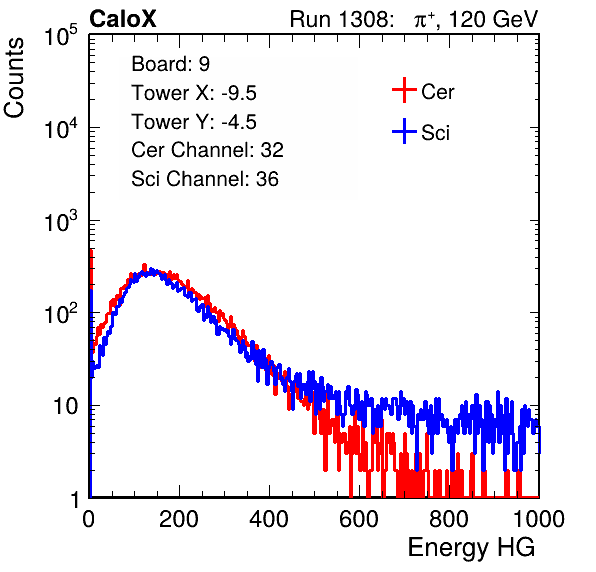 CaloX Run 1308: π⁺, 120 GeV
Counts
Board: 9
Tower X: -9.5
Tower Y: -4.5
Cer Channel: 32
Sci Channel: 36
Cer
Sci
10⁵
10⁴
10³
10²
10
1
0 200 400 600 800 1000
Energy HG